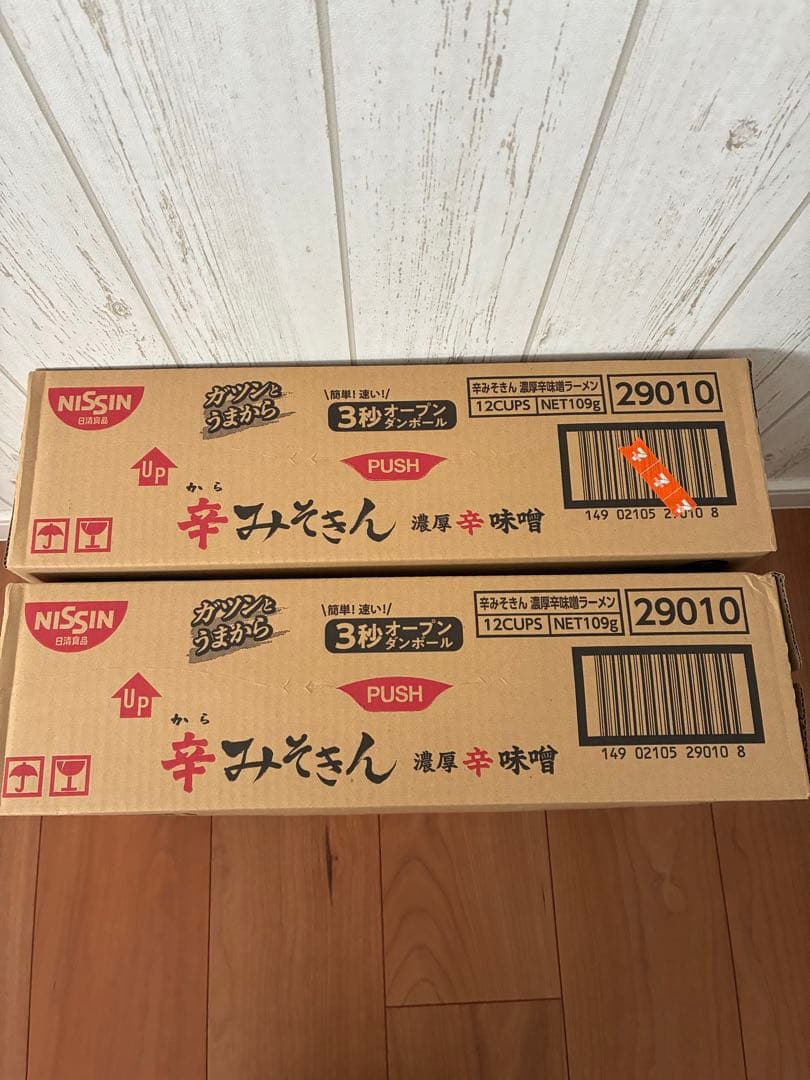 NISSIN
日清食品
ガツンと
うまから
\簡単! 速い!/
3秒オープン
ダンボール
辛みそきん 濃厚辛味噌ラーメン
12CUPS NET109g
29010
UP
PUSH
から
辛みそきん 濃厚辛味噌
149 02105 29010 8
NISSIN
日清食品
ガツンと
うまから
\簡単! 速い!/
3秒オープン
ダンボール
辛みそきん 濃厚辛味噌ラーメン
12CUPS NET109g
29010
UP
PUSH
から
辛みそきん 濃厚辛味噌
149 02105 29010 8